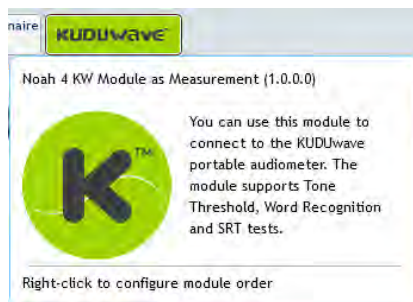 naire
KUDUwave
Noah 4 KW Module as Measurement (1.0.0.0)
You can use this module to
connect to the KUDUwave
portable audiometer. The
module supports Tone
Threshold, Word Recognition
and SRT tests.
K™
Right-click to configure module order